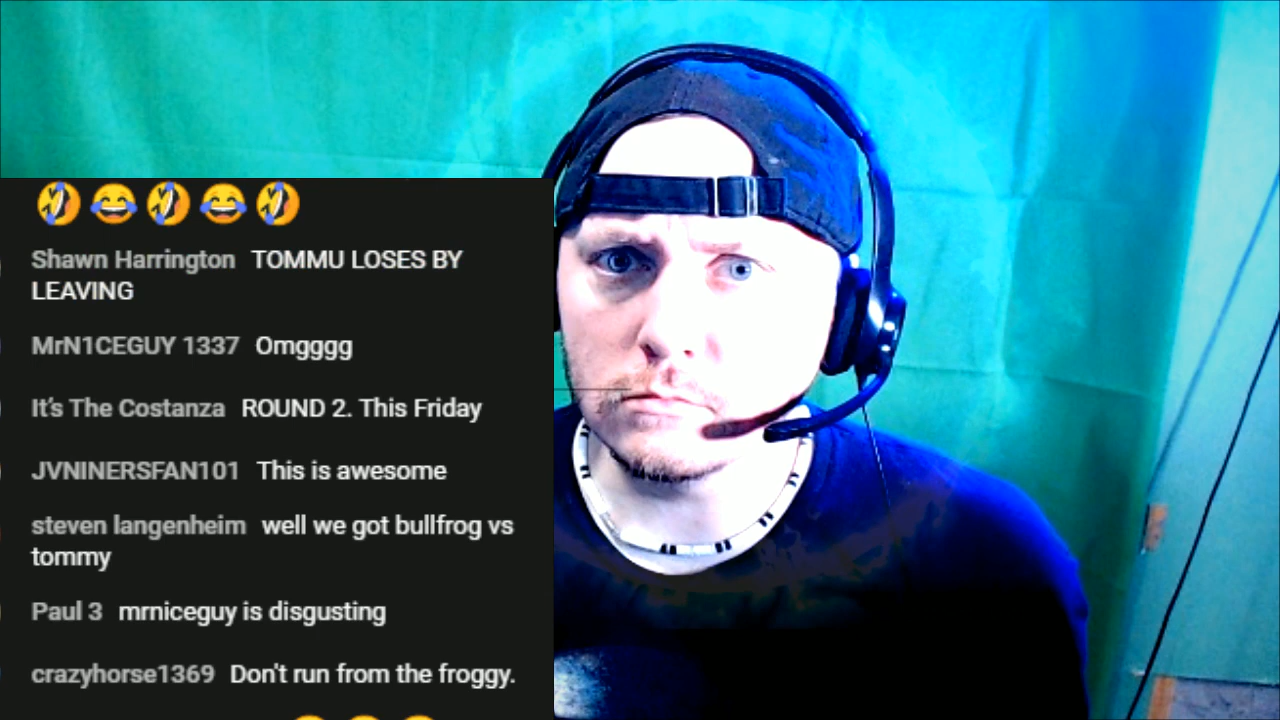 🤣😂🤣😂🤣
Shawn Harrington TOMMU LOSES BY
LEAVING
MrN1CEGUY 1337 Omgggg
It's The Costanza ROUND 2. This Friday
JVNINERSFAN101 This is awesome
steven langenheim well we got bullfrog vs
tommy
Paul 3 mrniceguy is disgusting
crazyhorse1369 Don't run from the froggy.